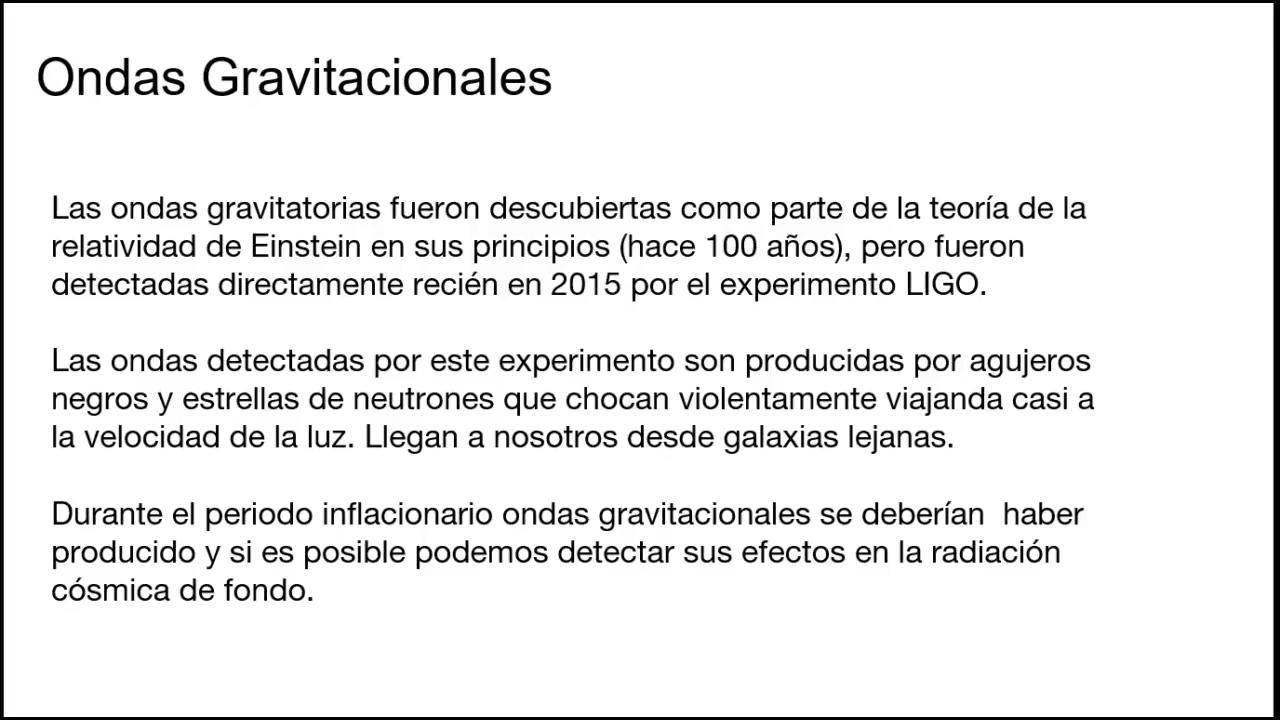 Ondas Gravitacionales
Las ondas gravitatorias fueron descubiertas como parte de la teoría de la
relatividad de Einstein en sus principios (hace 100 años), pero fueron
detectadas directamente recién en 2015 por el experimento LIGO.
Las ondas detectadas por este experimento son producidas por agujeros
negros y estrellas de neutrones que chocan violentamente viajanda casi a
la velocidad de la luz. Llegan a nosotros desde galaxias lejanas.
Durante el periodo inflacionario ondas gravitacionales se deberían  haber
producido y si es posible podemos detectar sus efectos en la radiación
cósmica de fondo.